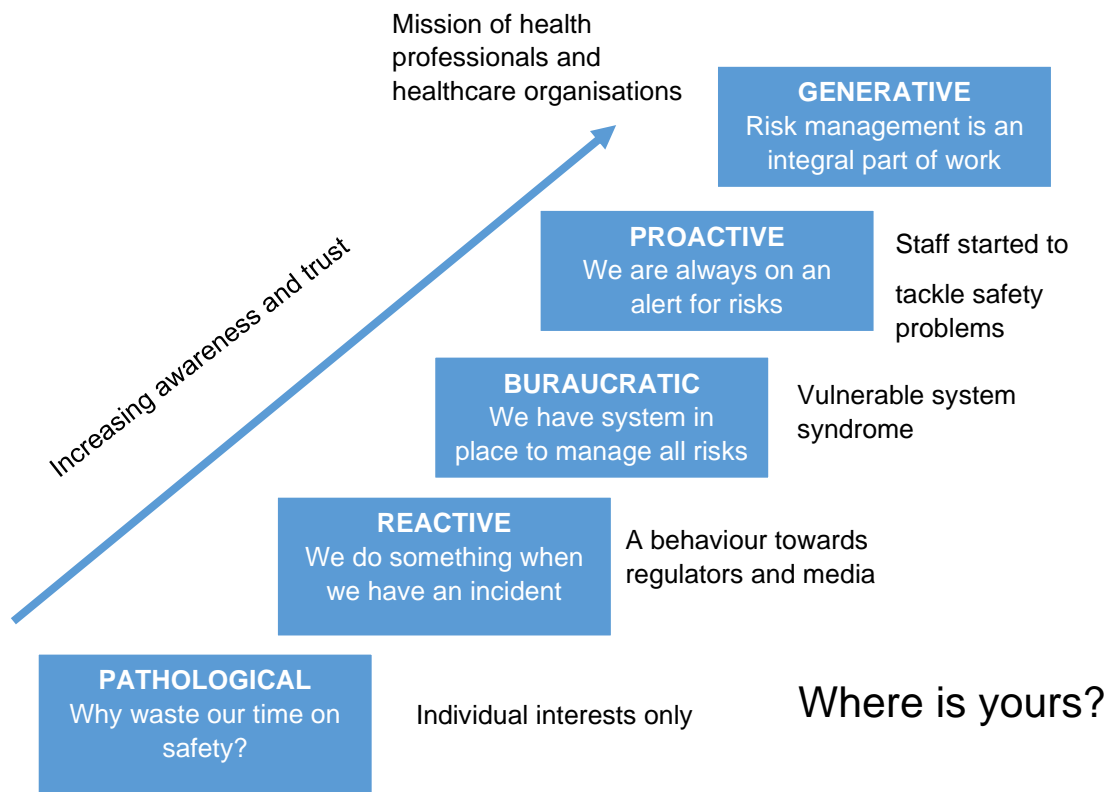 Mission of health
professionals and
healthcare organisations
GENERATIVE
Risk management is an
integral part of work
Increasing awareness and trust
PROACTIVE
We are always on an
alert for risks
Staff started to
tackle safety
problems
BURAUCRATIC
We have system in
place to manage all risks
Vulnerable system
syndrome
REACTIVE
We do something when
we have an incident
A behaviour towards
regulators and media
PATHOLOGICAL
Why waste our time on
safety?
Individual interests only
Where is yours?